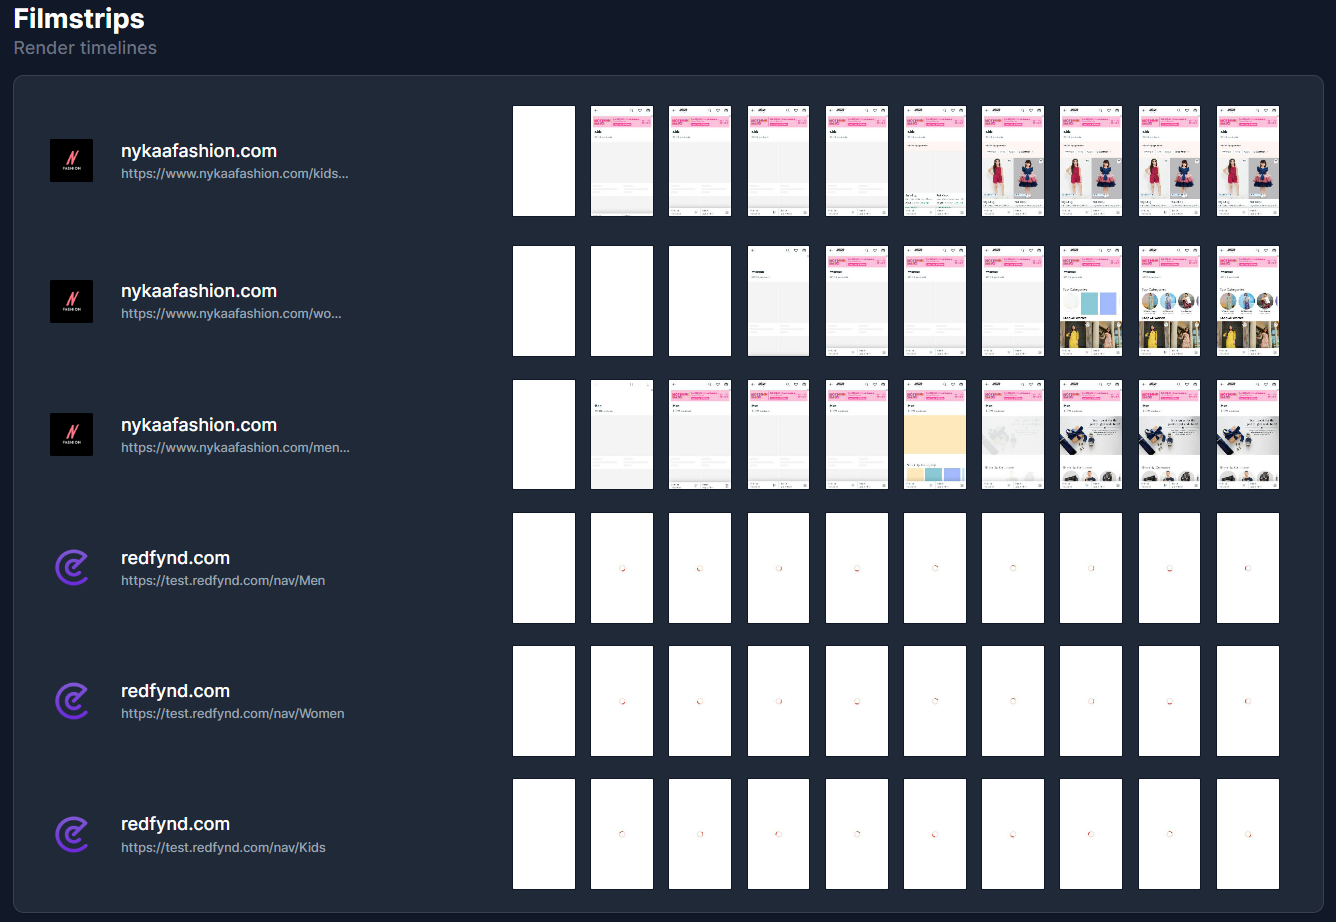 Filmstrips
Render timelines
FASHION
nykaafashion.com
https://www.nykaafashion.com/kids...
FASHION
nykaafashion.com
https://www.nykaafashion.com/wo...
Top Categories
FASHION
nykaafashion.com
https://www.nykaafashion.com/men...
redfynd.com
https://test.redfynd.com/nav/Men
redfynd.com
https://test.redfynd.com/nav/Women
redfynd.com
https://test.redfynd.com/nav/Kids